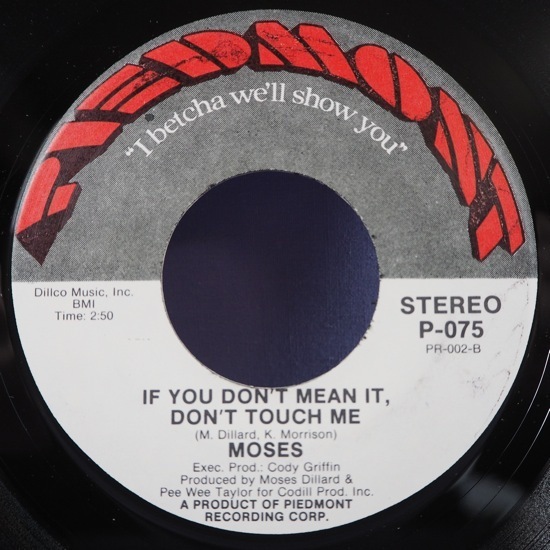 PIEDMONT
"I betcha we'll show you"
Dillco Music, Inc.
BMI
Time: 2:50
STEREO
P-075
PR-002-B
IF YOU DON'T MEAN IT,
DON'T TOUCH ME
(M. Dillard, K. Morrison)
MOSES
Exec. Prod.: Cody Griffin
Produced by Moses Dillard &
Pee Wee Taylor for Codill Prod. Inc.
A PRODUCT OF PIEDMONT
RECORDING CORP.